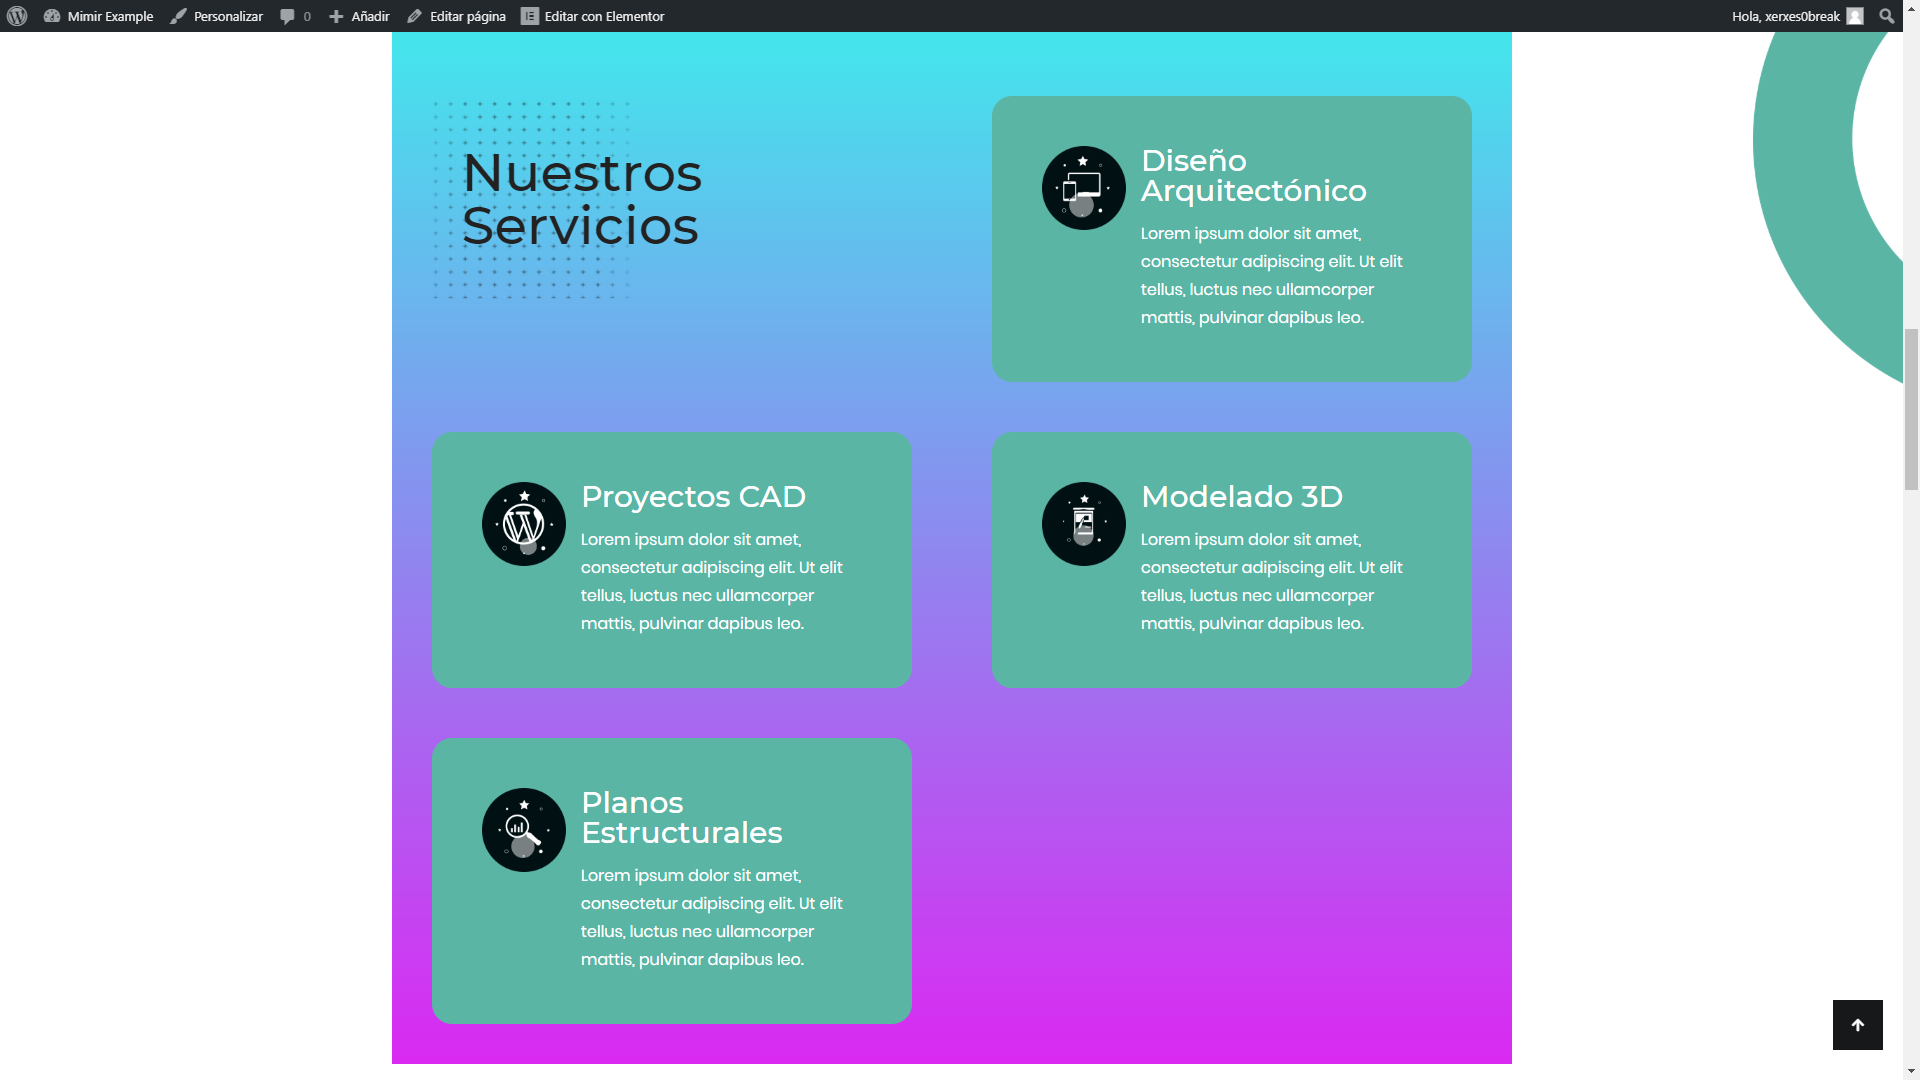 Mimir Example
Personalizar
0
Añadir
Editar página
Editar con Elementor
Hola, xerxes0break
Nuestros
Servicios
Diseño
Arquitectónico
Lorem ipsum dolor sit amet,
consectetur adipiscing elit. Ut elit
tellus, luctus nec ullamcorper
mattis, pulvinar dapibus leo.
Proyectos CAD
Lorem ipsum dolor sit amet,
consectetur adipiscing elit. Ut elit
tellus, luctus nec ullamcorper
mattis, pulvinar dapibus leo.
Modelado 3D
Lorem ipsum dolor sit amet,
consectetur adipiscing elit. Ut elit
tellus, luctus nec ullamcorper
mattis, pulvinar dapibus leo.
Planos
Estructurales
Lorem ipsum dolor sit amet,
consectetur adipiscing elit. Ut elit
tellus, luctus nec ullamcorper
mattis, pulvinar dapibus leo.